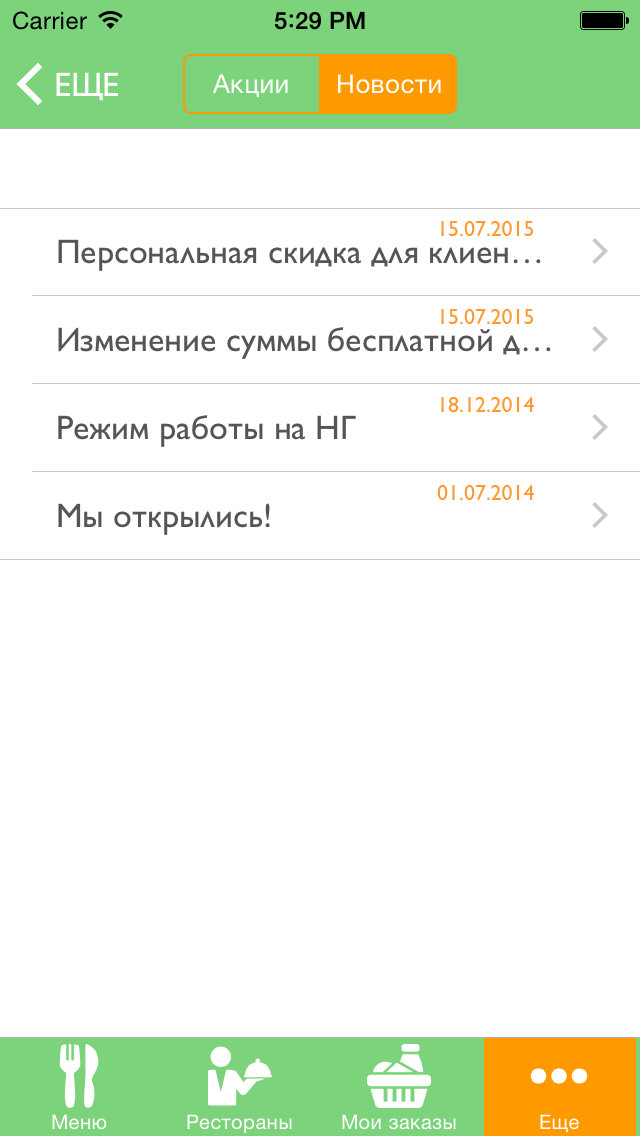 Carrier 5:29 PM
ЕЩЕ Акции Новости
15.07.2015
Персональная скидка для клиен...
15.07.2015
Изменение суммы бесплатной д...
18.12.2014
Режим работы на НГ
01.07.2014
Мы открылись!
Меню Рестораны Мои заказы Еще